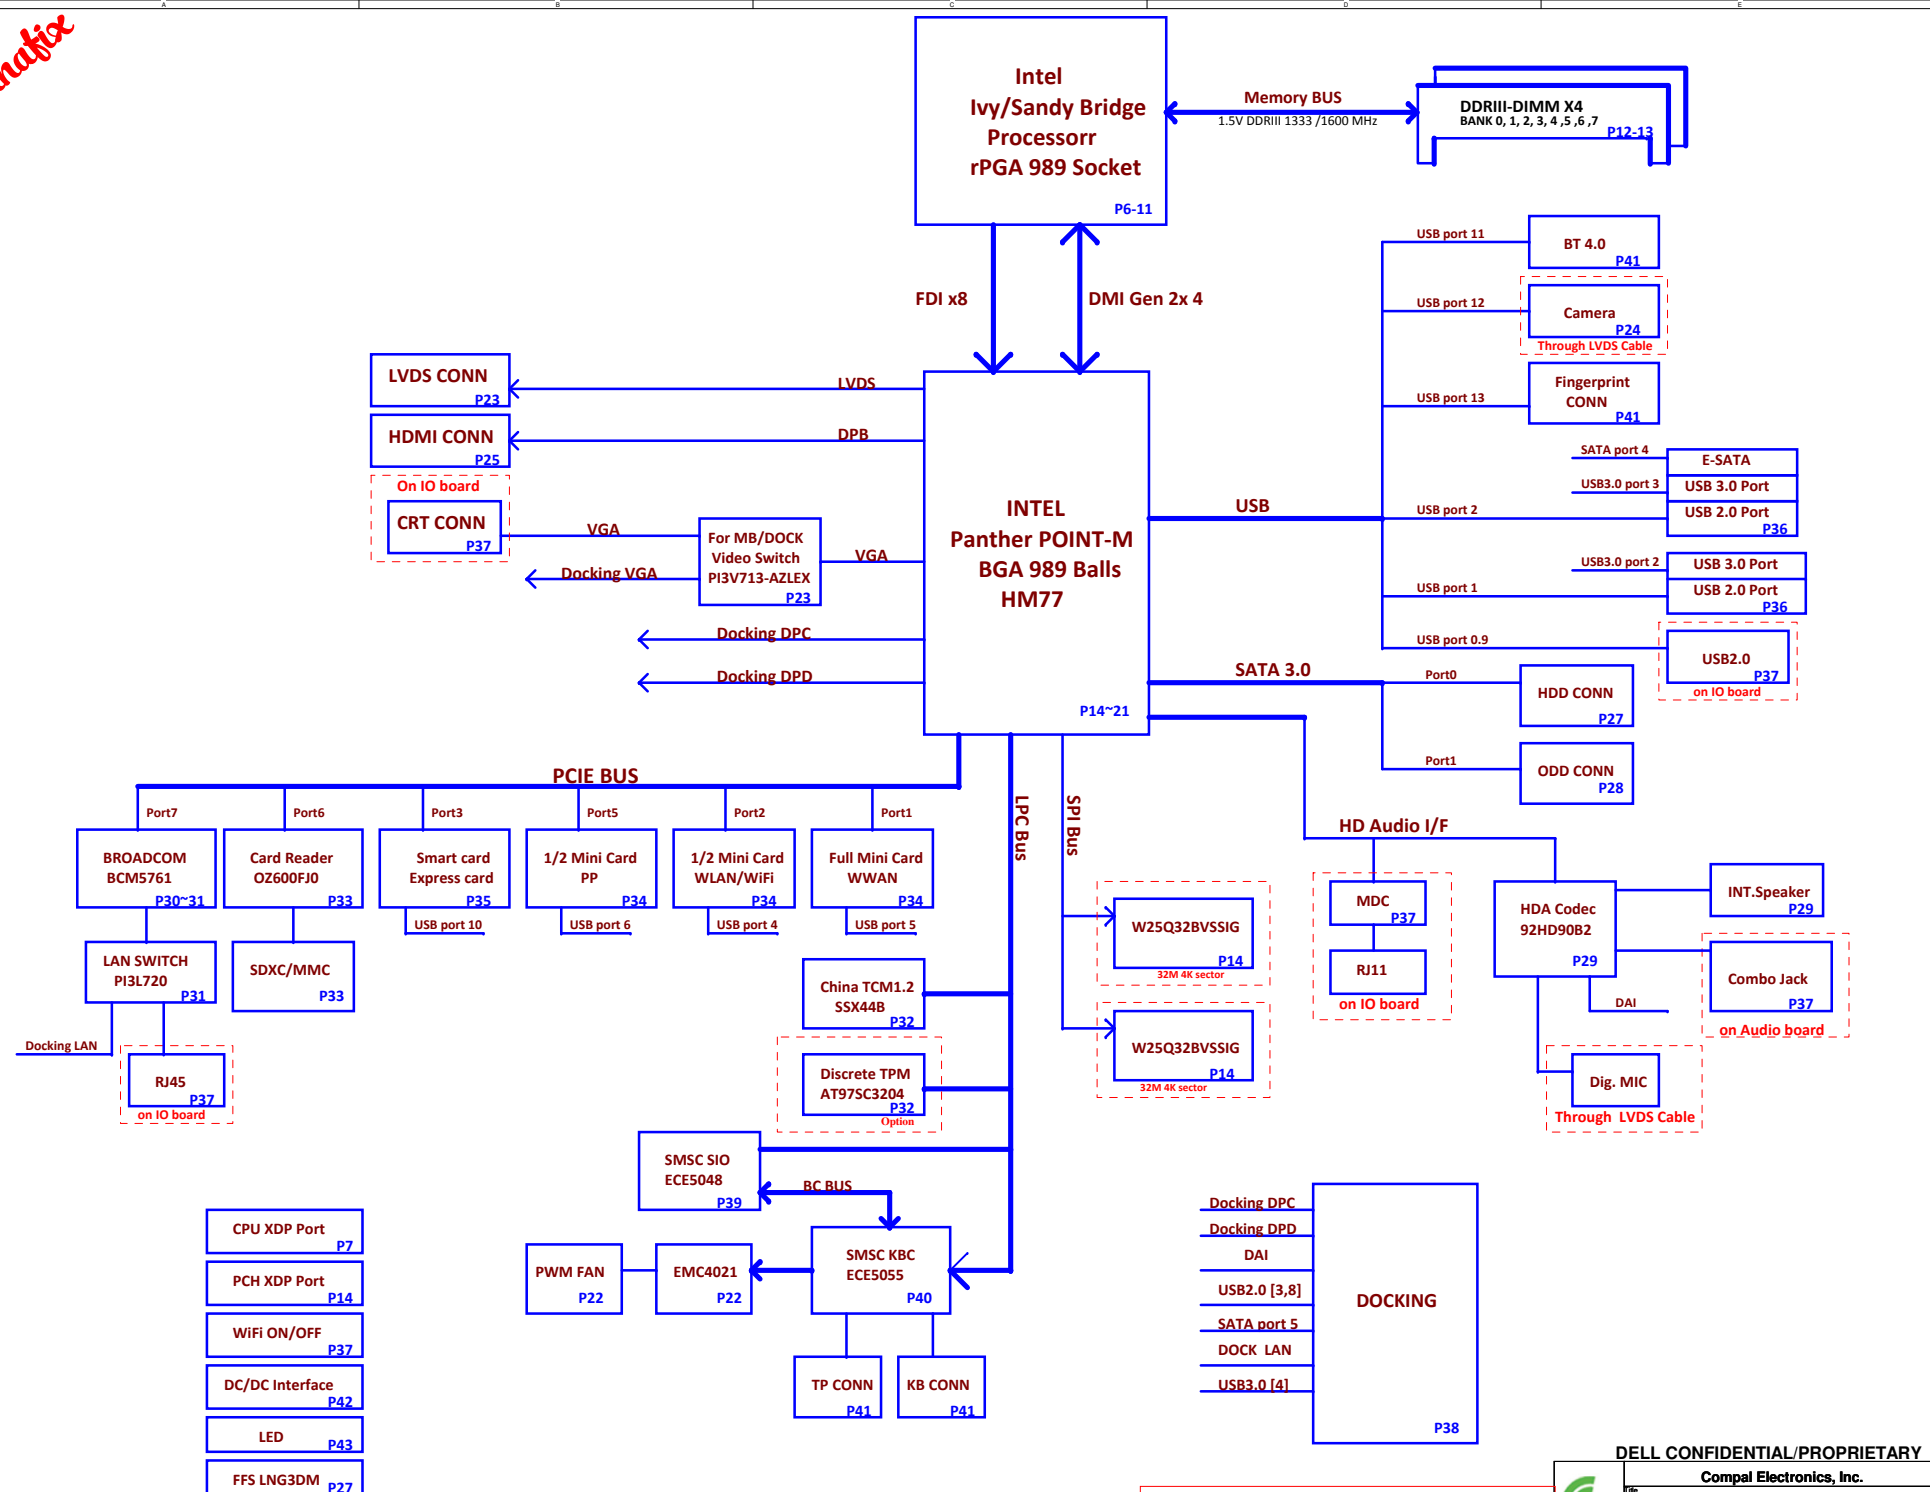 A
B
C
D
E
Intel
Ivy/Sandy Bridge
Processorr
rPGA 989 Socket
P6-11
Memory BUS
1.5V DDRIII 1333 /1600 MHz
DDRIII-DIMM X4
BANK 0, 1, 2, 3, 4 ,5 ,6 ,7
P12-13
FDI x8
DMI Gen 2x 4
USB port 11
BT 4.0
P41
USB port 12
Camera
P24
Through LVDS Cable
USB port 13
Fingerprint
CONN
P41
SATA port 4
E-SATA
USB3.0 port 3
USB 3.0 Port
USB port 2
USB 2.0 Port
P36
USB3.0 port 2
USB 3.0 Port
USB port 1
USB 2.0 Port
P36
USB port 0.9
USB2.0
P37
on IO board
LVDS CONN
P23
LVDS
HDMI CONN
P25
DPB
On IO board
CRT CONN
P37
VGA
Docking VGA
For MB/DOCK
Video Switch
PI3V713-AZLEX
P23
VGA
Docking DPC
Docking DPD
INTEL
Panther POINT-M
BGA 989 Balls
HM77
P14~21
USB
SATA 3.0
Port0
HDD CONN
P27
Port1
ODD CONN
P28
PCIE BUS
Port7
Port6
Port3
Port5
Port2
Port1
BROADCOM
BCM5761
P30~31
Card Reader
OZ600FJ0
P33
Smart card
Express card
P35
1/2 Mini Card
PP
P34
1/2 Mini Card
WLAN/WiFi
P34
Full Mini Card
WWAN
P34
USB port 10
USB port 6
USB port 4
USB port 5
LPC Bus
SPI Bus
LAN SWITCH
PI3L720
P31
SDXC/MMC
P33
Docking LAN
RJ45
P37
on IO board
China TCM1.2
SSX44B
P32
Discrete TPM
AT97SC3204
P32
Option
W25Q32BVSSIG
P14
32M 4K sector
W25Q32BVSSIG
P14
32M 4K sector
HD Audio I/F
MDC
P37
RJ11
on IO board
HDA Codec
92HD90B2
P29
INT.Speaker
P29
Combo Jack
P37
on Audio board
DAI
Dig. MIC
Through  LVDS Cable
SMSC SIO
ECE5048
P39
BC BUS
SMSC KBC
ECE5055
P40
PWM FAN
P22
EMC4021
P22
TP CONN
P41
KB CONN
P41
CPU XDP Port
P7
PCH XDP Port
P14
WiFi ON/OFF
P37
DC/DC Interface
P42
LED
P43
FFS LNG3DM
P27
Docking DPC
Docking DPD
DAI
USB2.0 [3,8]
SATA port 5
DOCK  LAN
USB3.0 [4]
DOCKING
P38
DELL CONFIDENTIAL/PROPRIETARY
Compal Electronics, Inc.
Title